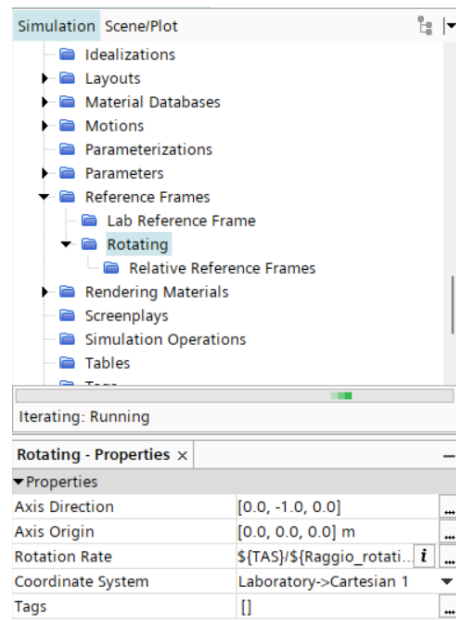 Simulation Scene/Plot
Idealizations
Layouts
Material Databases
Motions
Parameterizations
Parameters
Reference Frames
Lab Reference Frame
Rotating
Relative Reference Frames
Rendering Materials
Screenplays
Simulation Operations
Tables
Iterating: Running
Rotating - Properties ×
Properties
Axis Direction [0.0, -1.0, 0.0] ...
Axis Origin [0.0, 0.0, 0.0] m ...
Rotation Rate ${TAS}/${Raggio_rotati... i ...
Coordinate System Laboratory->Cartesian 1
Tags [] ...